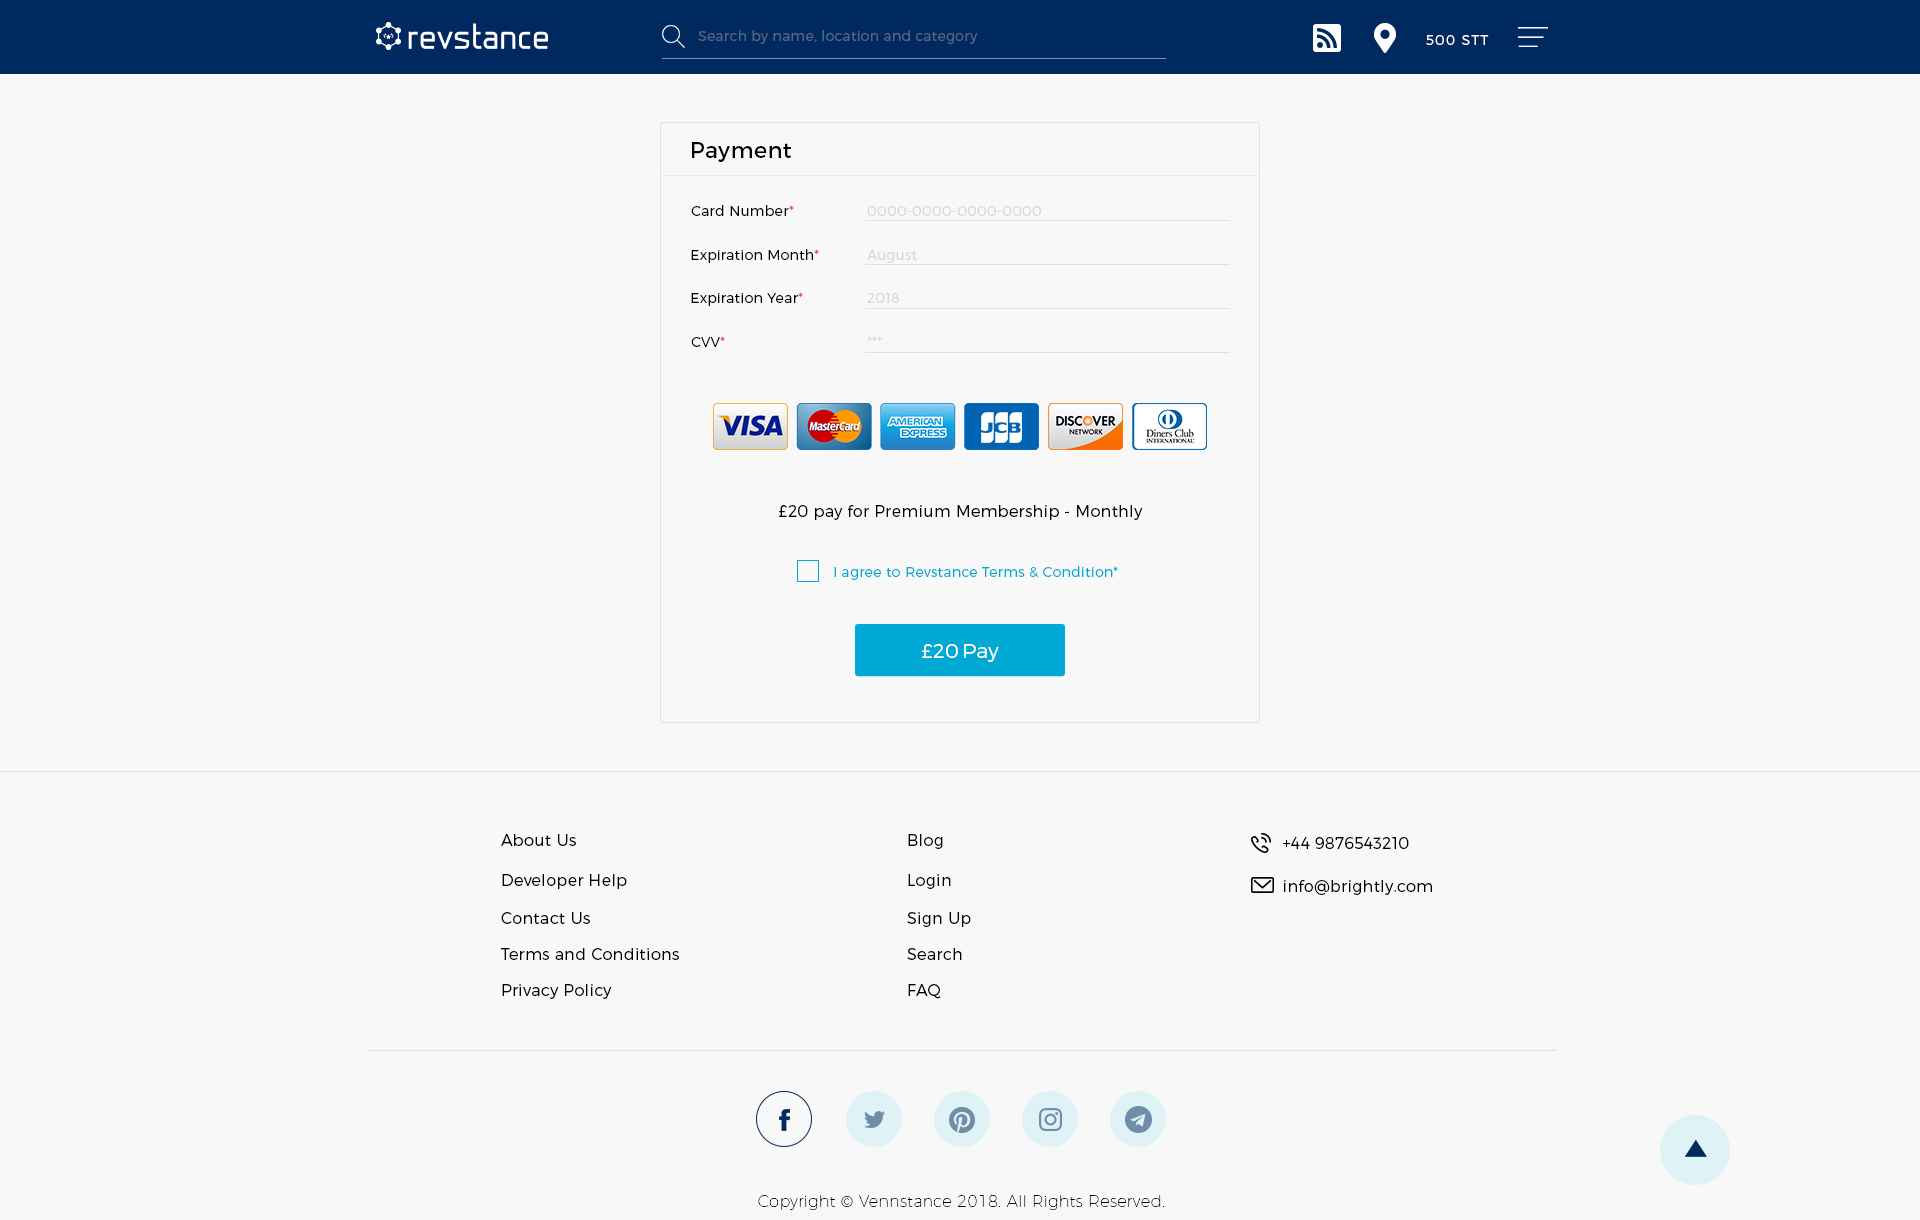 revstance
Search by name, location and category
500 STT
Payment
Card Number*
0000-0000-0000-0000
Expiration Month*
August
Expiration Year*
2018
CVV*
***
VISA
MasterCard
AMERICAN
EXPRESS
JCB
DISCOVER
NETWORK
Diners Club
INTERNATIONAL
£20 pay for Premium Membership - Monthly
I agree to Revstance Terms & Condition*
£20 Pay
About Us
Developer Help
Contact Us
Terms and Conditions
Privacy Policy
Blog
Login
Sign Up
Search
FAQ
+44 9876543210
info@brightly.com
Copyright © Vennstance 2018. All Rights Reserved.